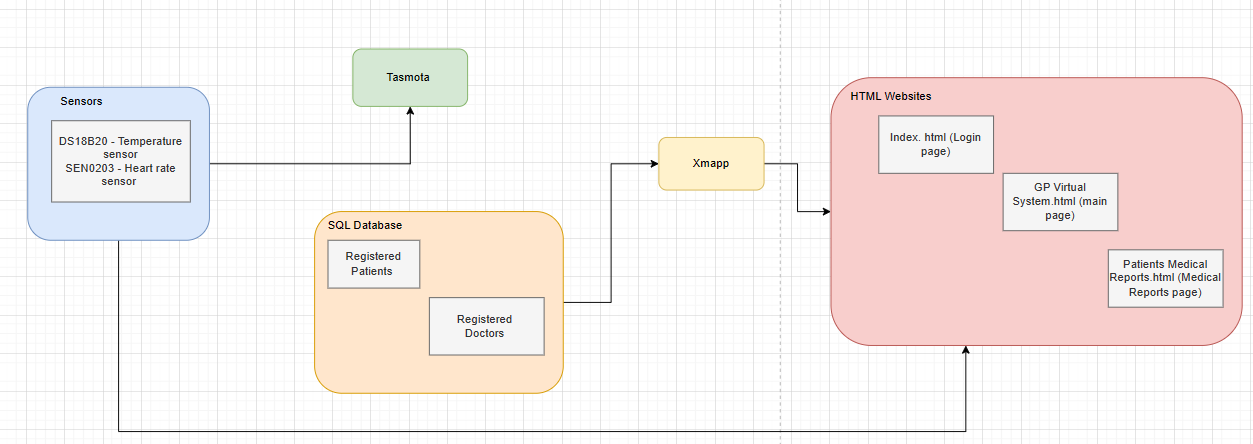 Tasmota
Sensors
DS18B20 - Temperature
sensor
SEN0203 - Heart rate
sensor
SQL Database
Registered
Patients
Registered
Doctors
Xmapp
HTML Websites
Index. html (Login
page)
GP Virtual
System.html (main
page)
Patients Medical
Reports.html (Medical
Reports page)